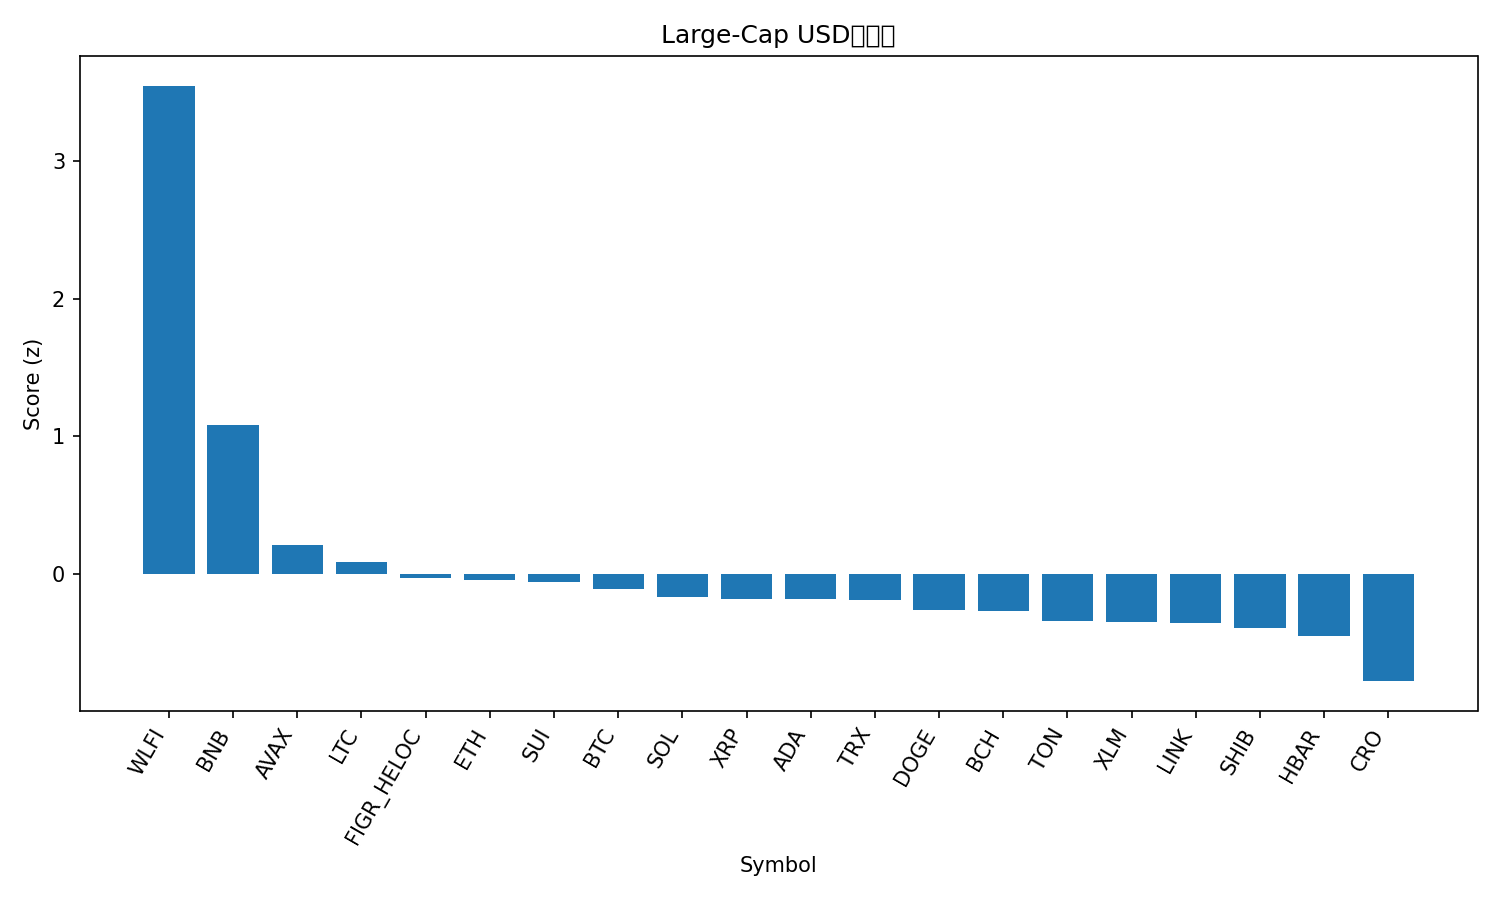 Large-Cap USD
Score (z)
3
2
1
0
WLFI
BNB
AVAX
LTC
FIGR_HELOC
ETH
SUI
BTC
SOL
XRP
ADA
TRX
DOGE
BCH
TON
XLM
LINK
SHIB
HBAR
CRO
Symbol